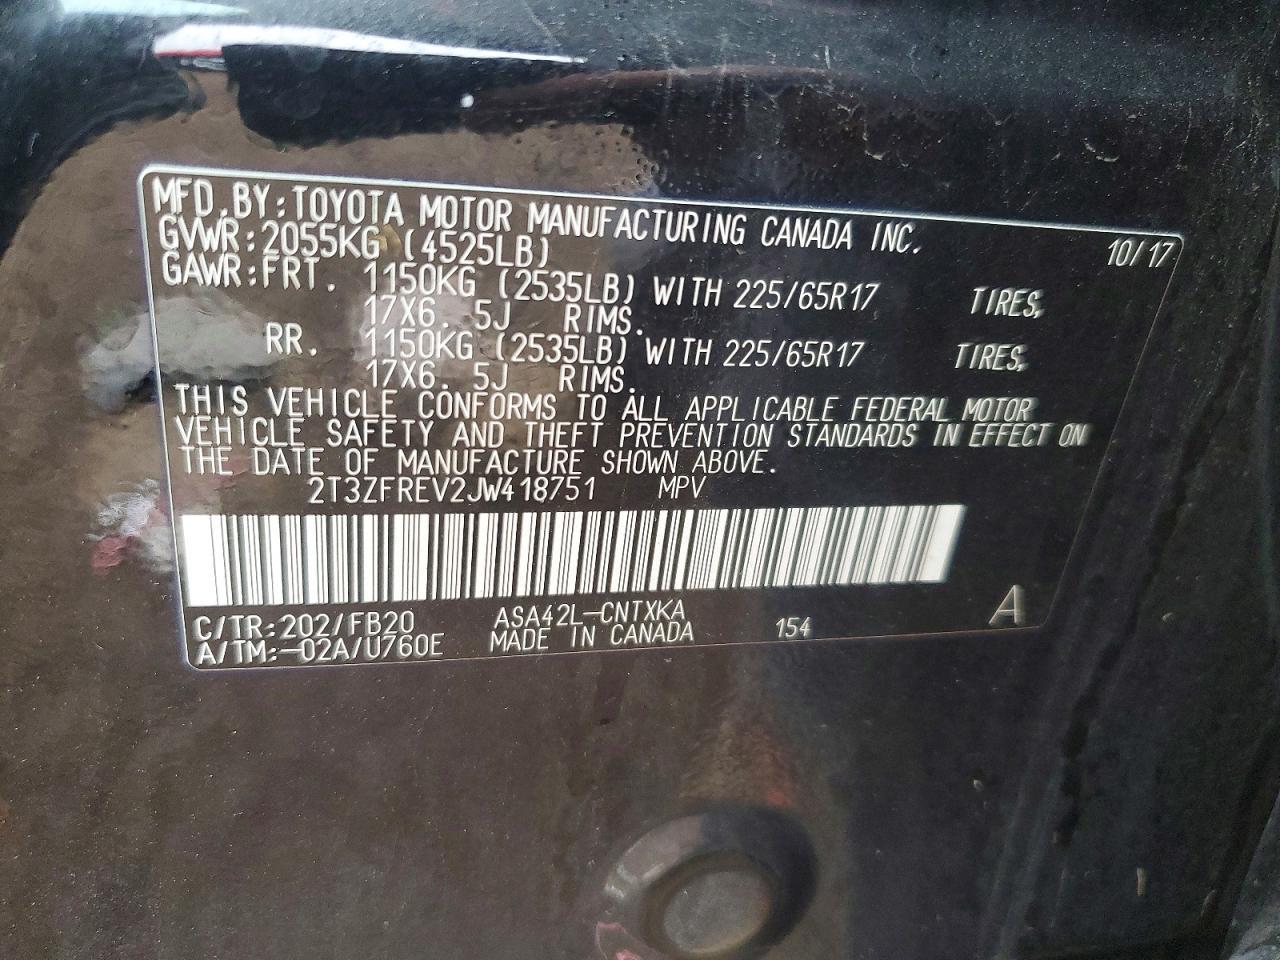 MFD.BY:TOYOTA MOTOR MANUFACTURING CANADA INC. 10/17
GVWR:2055KG (4525LB)
GAWR:FRT. 1150KG (2535LB) WITH 225/65R17 TIRES,
17X6.5J RIMS.
RR. 1150KG (2535LB) WITH 225/65R17 TIRES,
17X6.5J RIMS.
THIS VEHICLE CONFORMS TO ALL APPLICABLE FEDERAL MOTOR
VEHICLE SAFETY AND THEFT PREVENTION STANDARDS IN EFFECT ON
THE DATE OF MANUFACTURE SHOWN ABOVE.
2T3ZFREV2JW418751 MPV
C/TR:202/FB20 ASA42L-CNTXKA
A/TM:-02A/U760E MADE IN CANADA 154 A